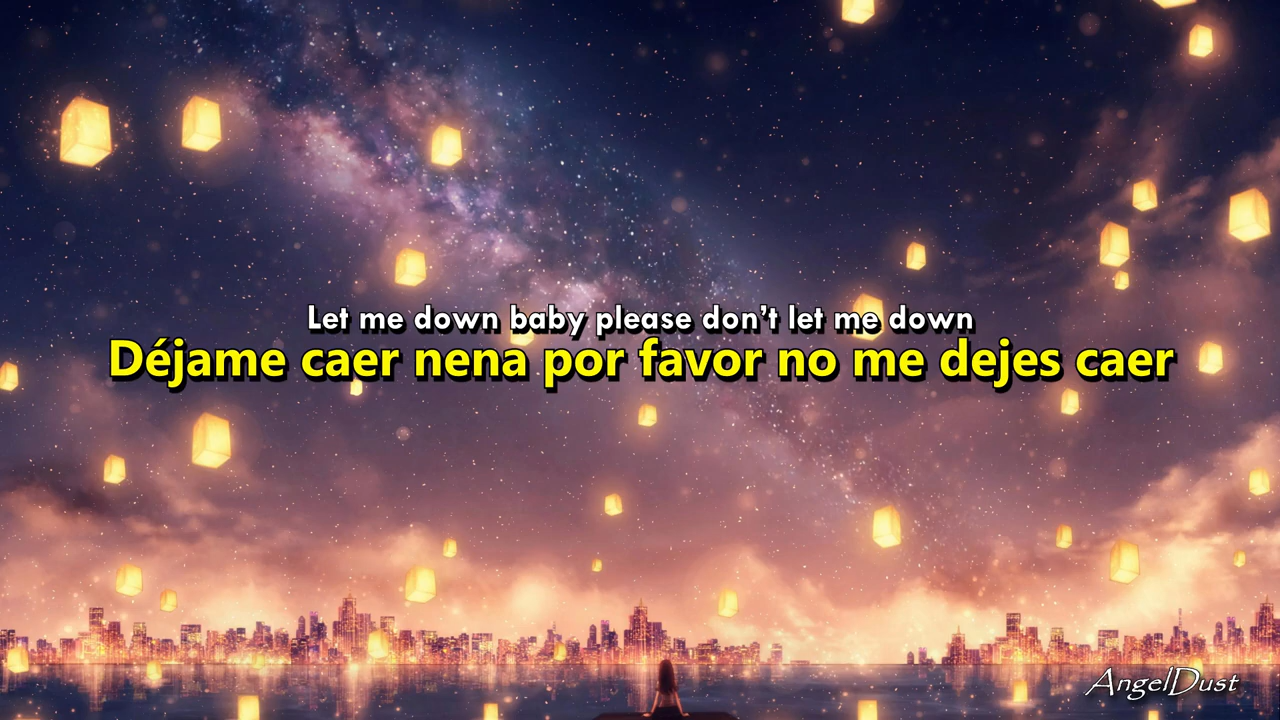 Let me down baby please don't let me down
Déjame caer nena por favor no me dejes caer
AngelDust